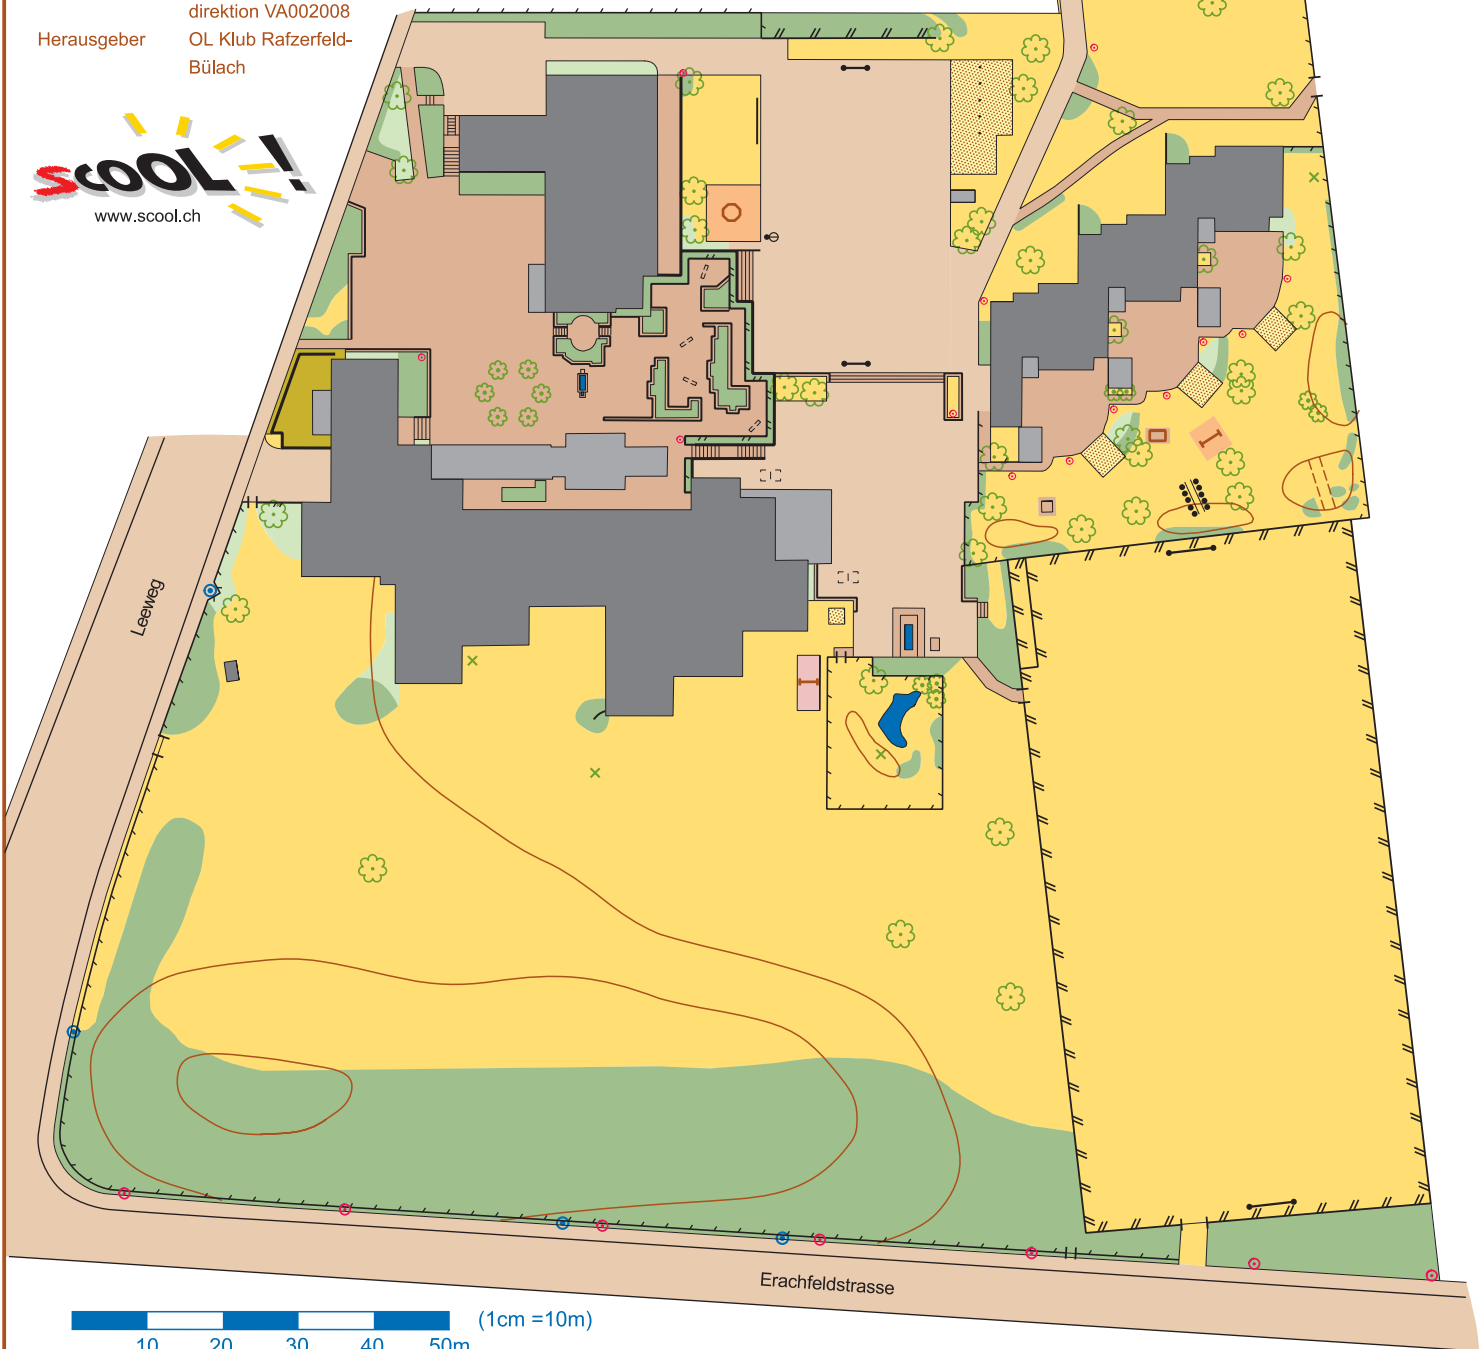 direktion VA002008
Herausgeber OL Klub Rafzerfeld-
Bülach
scOOL!
www.scool.ch
Leeweg
Erachfeldstrasse
(1cm =10m)
10 20 30 40 50m